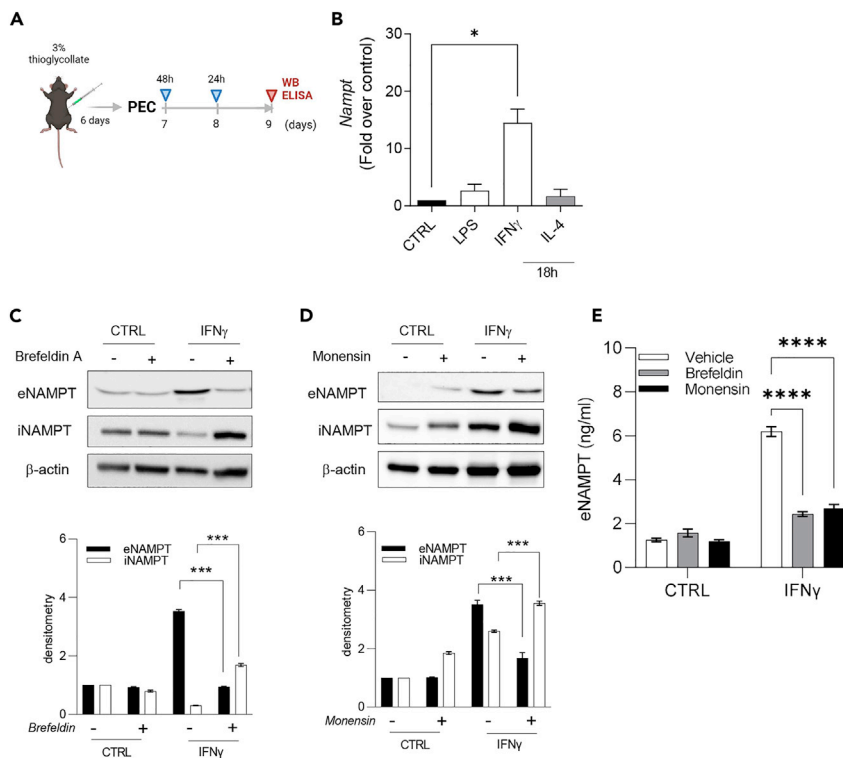 A
3%
thioglycollate
6 days
PEC
48h
24h
WB
ELISA
7
8
9
(days)
B
Nampt
(Fold over control)
30
20
10
0
*
CTRL
LPS
IFNγ
IL-4
18h
C
CTRL
IFNγ
Brefeldin A
-
+
-
+
eNAMPT
iNAMPT
β-actin
densitometry
6
4
2
0
eNAMPT
iNAMPT
***
***
Brefeldin
-
+
-
+
CTRL
IFNγ
D
CTRL
IFNγ
Monensin
-
+
-
+
eNAMPT
iNAMPT
β-actin
densitometry
6
4
2
0
eNAMPT
iNAMPT
***
***
Monensin
-
+
-
+
CTRL
IFNγ
E
eNAMPT (ng/ml)
10
8
6
4
2
0
Vehicle
Brefeldin
Monensin
****
****
CTRL
IFNγ